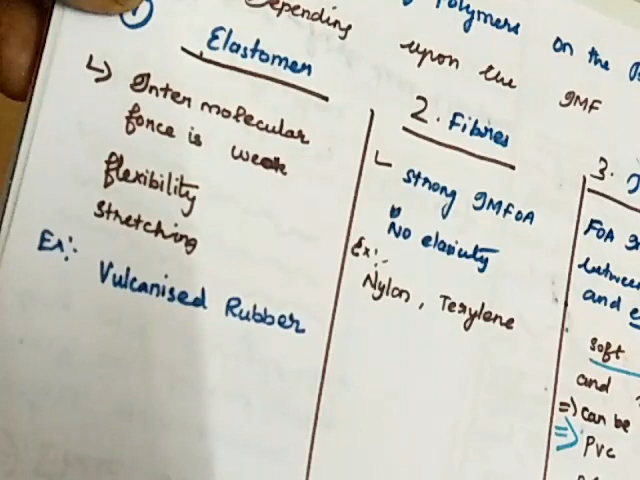 Polymers on the
Depending upon the IMF
1
Elastomer
↳ Inter molecular
force is weak
flexibility
stretching
Ex:-
Vulcanised Rubber
2. Fibres
↳ strong IMFOA
No elasicity
Ex:-
Nylon, Terylene
3.
FOA
between
and
soft
and
=> can be
=> PVC